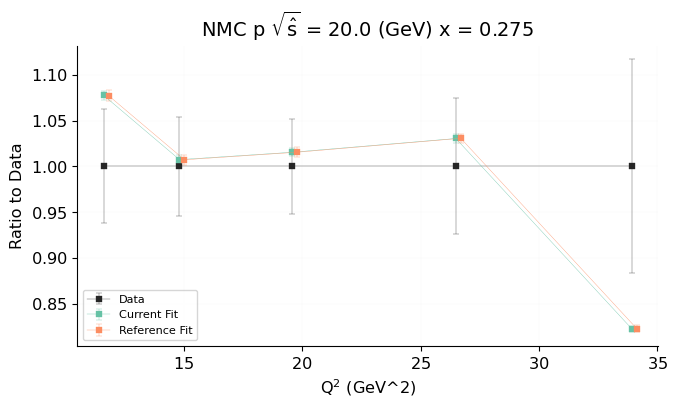 NMC p √ŝ = 20.0 (GeV) x = 0.275
Ratio to Data
1.10
1.05
1.00
0.95
0.90
0.85
Data
Current Fit
Reference Fit
15
20
25
30
35
Q² (GeV^2)